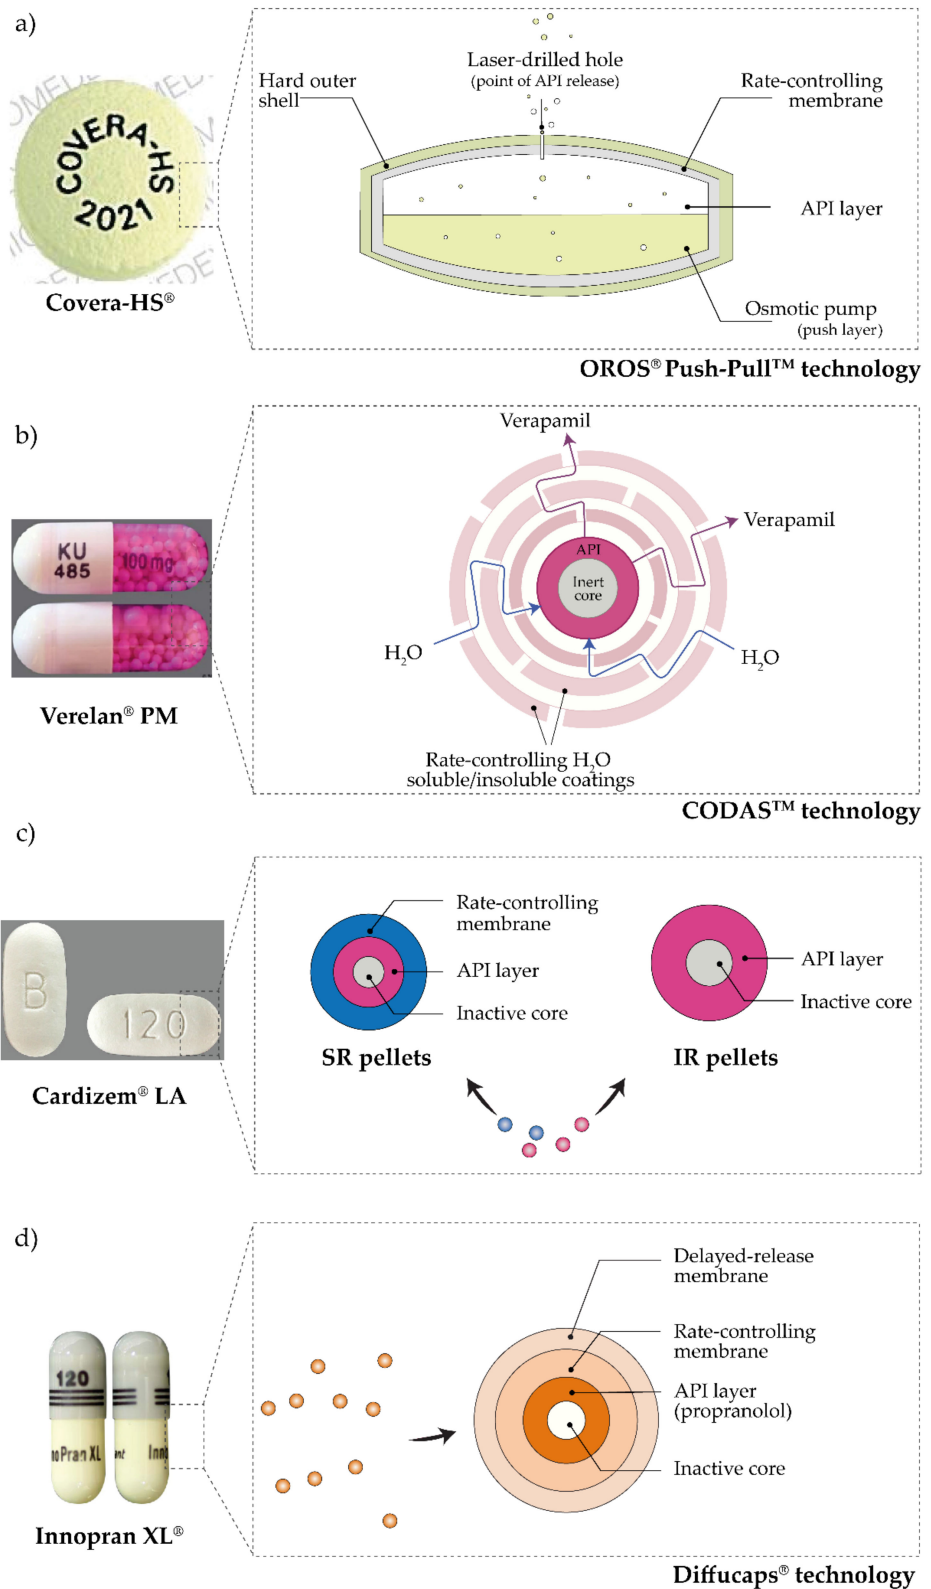 a)
Laser-drilled hole
(point of API release)
Hard outer
shell
Rate-controlling
membrane
COVERA-HS
2021
API layer
Osmotic pump
(push layer)
Covera-HS®
OROS® Push-Pull™ technology
b)
Verapamil
Verapamil
KU
485
100 mg
API
Inert
core
H₂O
H₂O
Verelan® PM
Rate-controlling H₂O
soluble/insoluble coatings
CODAS™ technology
c)
Rate-controlling
membrane
API layer
Inactive core
API layer
Inactive core
B
120
SR pellets
IR pellets
Cardizem® LA
d)
Delayed-release
membrane
Rate-controlling
membrane
API layer
(propranolol)
Inactive core
120
noPran XL
Inno
Innopran XL®
Diffucaps® technology